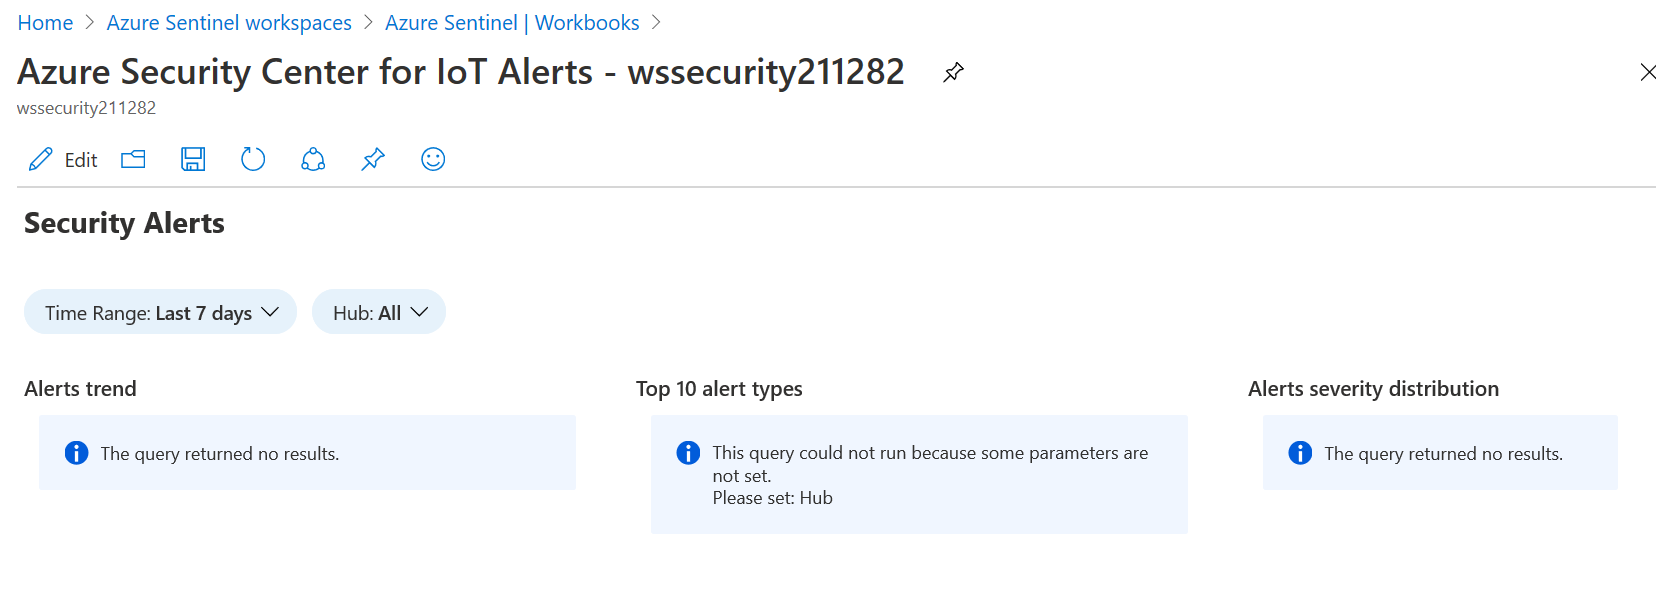 Home > Azure Sentinel workspaces > Azure Sentinel | Workbooks >
Azure Security Center for IoT Alerts - wssecurity211282
wssecurity211282
Edit
Security Alerts
Time Range: Last 7 days
Hub: All
Alerts trend
The query returned no results.
Top 10 alert types
This query could not run because some parameters are
not set.
Please set: Hub
Alerts severity distribution
The query returned no results.